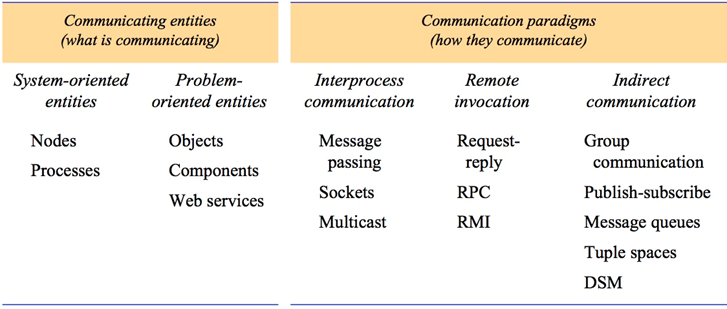 Communicating entities
(what is communicating)
Communication paradigms
(how they communicate)
System-oriented
entities
Problem-
oriented entities
Interprocess
communication
Remote
invocation
Indirect
communication
Nodes
Processes
Objects
Components
Web services
Message
passing
Sockets
Multicast
Request-
reply
RPC
RMI
Group
communication
Publish-subscribe
Message queues
Tuple spaces
DSM